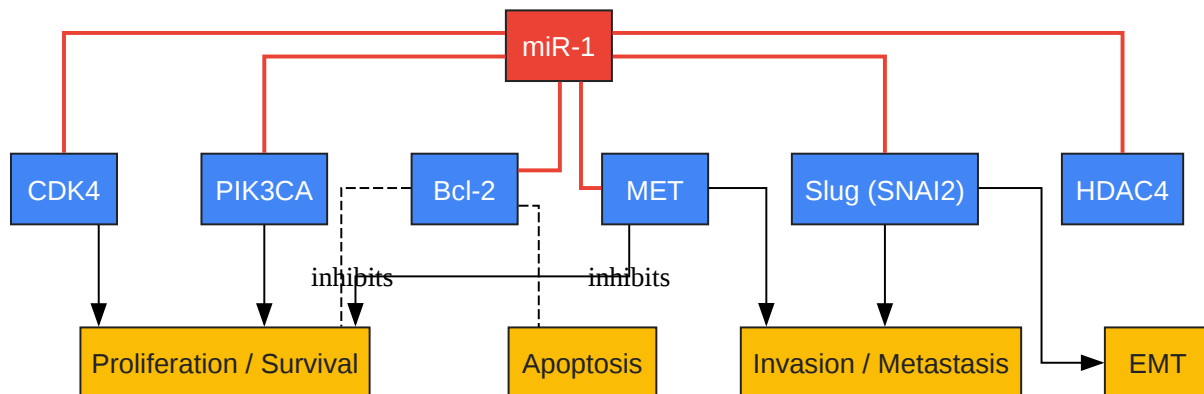 miR-1
CDK4
PIK3CA
Bcl-2
MET
Slug (SNAI2)
HDAC4
inhibits
inhibits
Proliferation / Survival
Apoptosis
Invasion / Metastasis
EMT